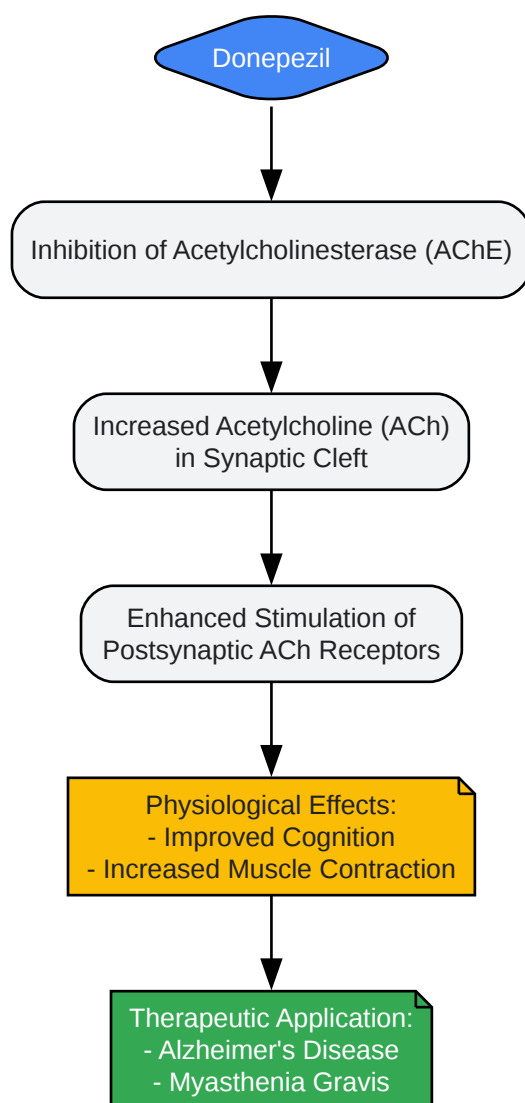 Donepezil
Inhibition of Acetylcholinesterase (AChE)
Increased Acetylcholine (ACh)
in Synaptic Cleft
Enhanced Stimulation of
Postsynaptic ACh Receptors
Physiological Effects:
- Improved Cognition
- Increased Muscle Contraction
Therapeutic Application:
- Alzheimer's Disease
- Myasthenia Gravis